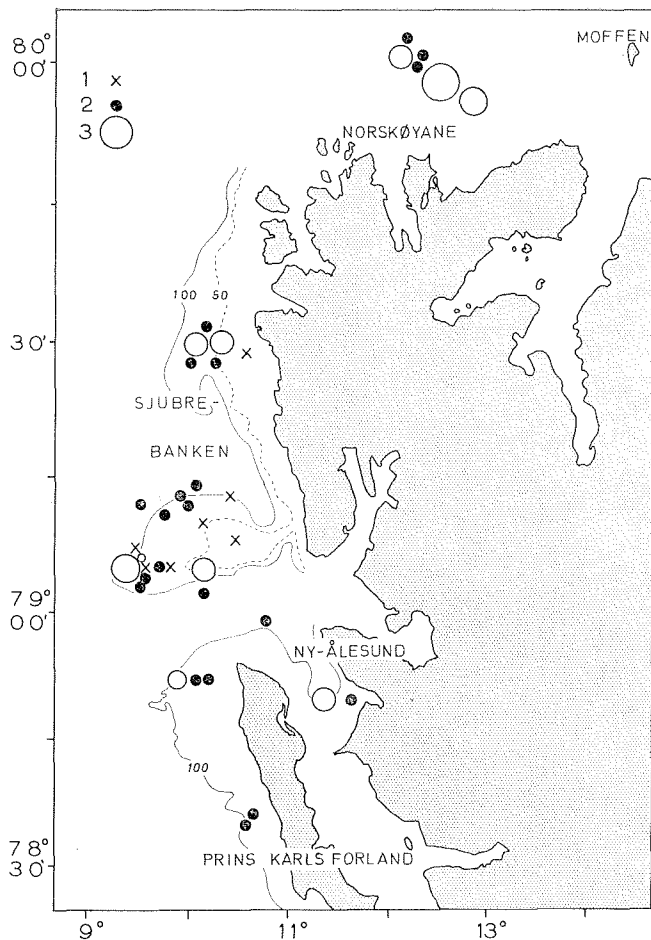 80°
00'
MOFFEN
1
2
3
NORSKØYANE
100 50
30'
SJUBRE-
BANKEN
79°
00'
NY-ÅLESUND
100
78°
30'
PRINS KARLS FORLAND
9° 11° 13°